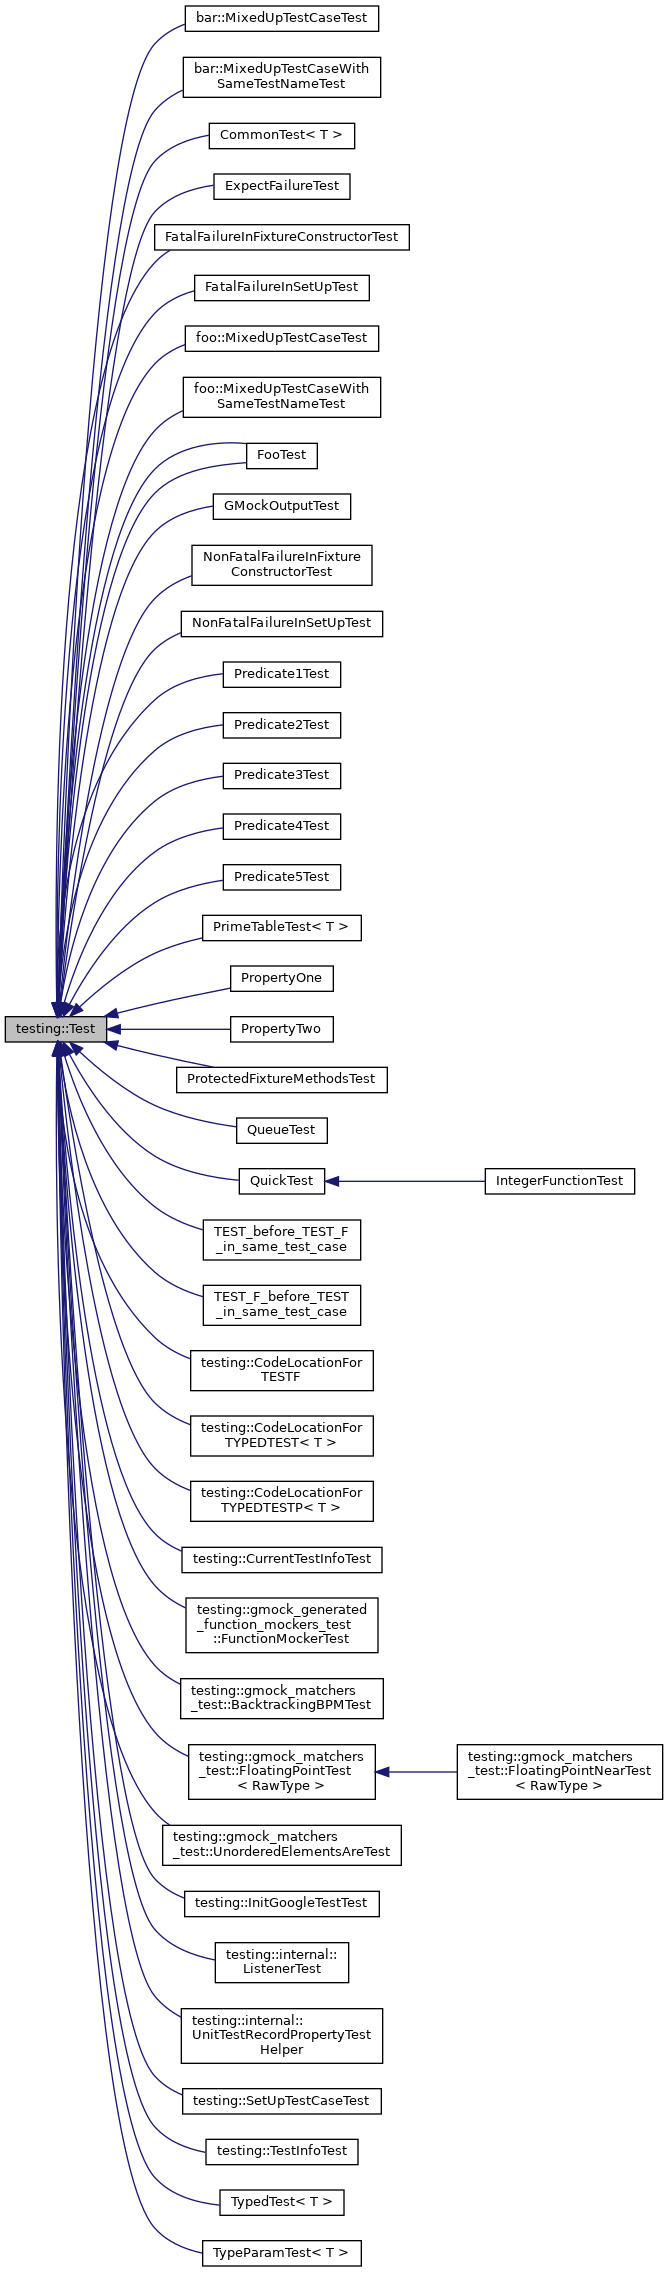 bar::MixedUpTestCaseTest
bar::MixedUpTestCaseWith
SameTestNameTest
CommonTest< T >
ExpectFailureTest
FatalFailureInFixtureConstructorTest
FatalFailureInSetUpTest
foo::MixedUpTestCaseTest
foo::MixedUpTestCaseWith
SameTestNameTest
FooTest
GMockOutputTest
NonFatalFailureInFixture
ConstructorTest
NonFatalFailureInSetUpTest
Predicate1Test
Predicate2Test
Predicate3Test
Predicate4Test
Predicate5Test
PrimeTableTest< T >
PropertyOne
testing::Test
PropertyTwo
ProtectedFixtureMethodsTest
QueueTest
QuickTest
IntegerFunctionTest
TEST_before_TEST_F
_in_same_test_case
TEST_F_before_TEST
_in_same_test_case
testing::CodeLocationFor
TESTF
testing::CodeLocationFor
TYPEDTEST< T >
testing::CodeLocationFor
TYPEDTESTP< T >
testing::CurrentTestInfoTest
testing::gmock_generated
_function_mockers_test
::FunctionMockerTest
testing::gmock_matchers
_test::BacktrackingBPMTest
testing::gmock_matchers
_test::FloatingPointTest
< RawType >
testing::gmock_matchers
_test::FloatingPointNearTest
< RawType >
testing::gmock_matchers
_test::UnorderedElementsAreTest
testing::InitGoogleTestTest
testing::internal::
ListenerTest
testing::internal::
UnitTestRecordPropertyTest
Helper
testing::SetUpTestCaseTest
testing::TestInfoTest
TypedTest< T >
TypeParamTest< T >